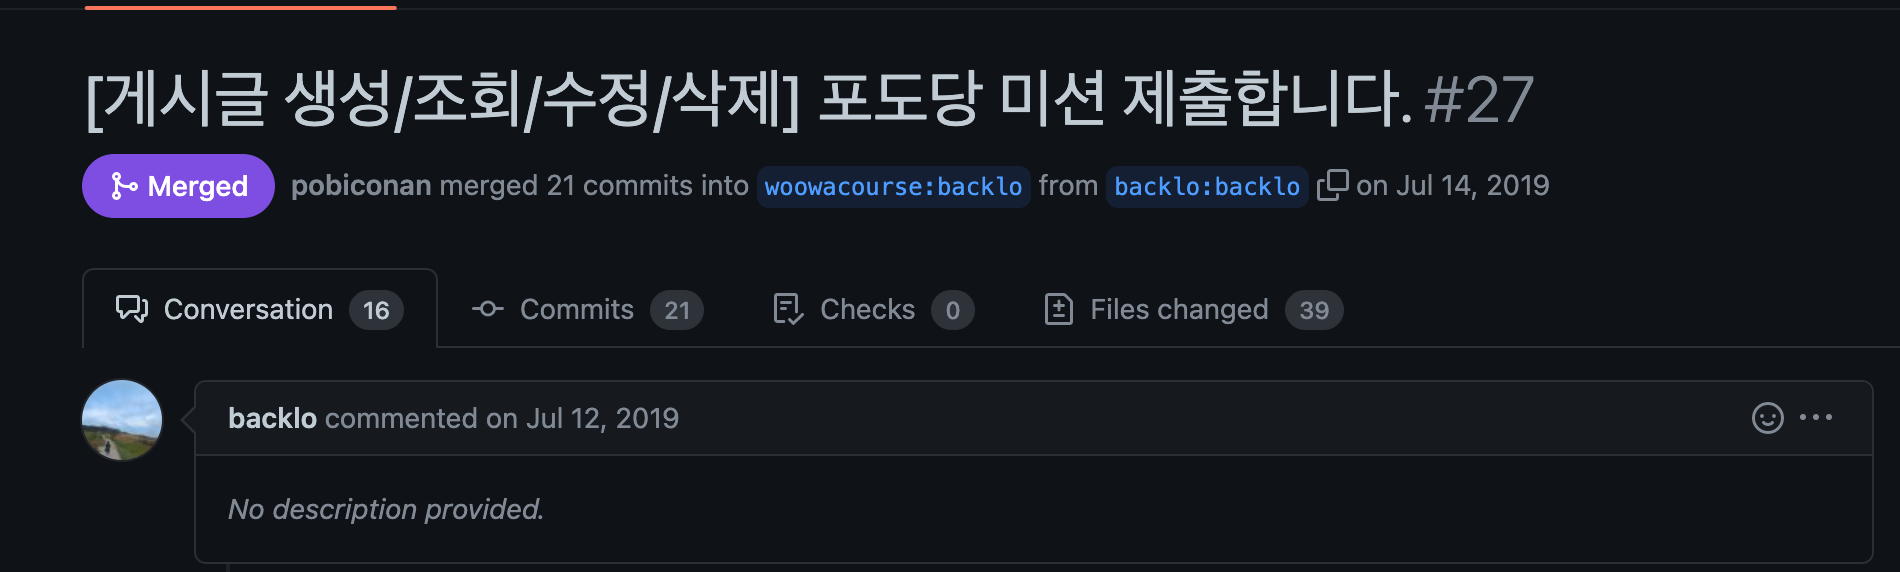 [게시글 생성/조회/수정/삭제] 포도당 미션 제출합니다. #27
Merged pobiconan merged 21 commits into woowacourse:backlo from backlo:backlo on Jul 14, 2019
Conversation 16 Commits 21 Checks 0 Files changed 39
backlo commented on Jul 12, 2019
No description provided.